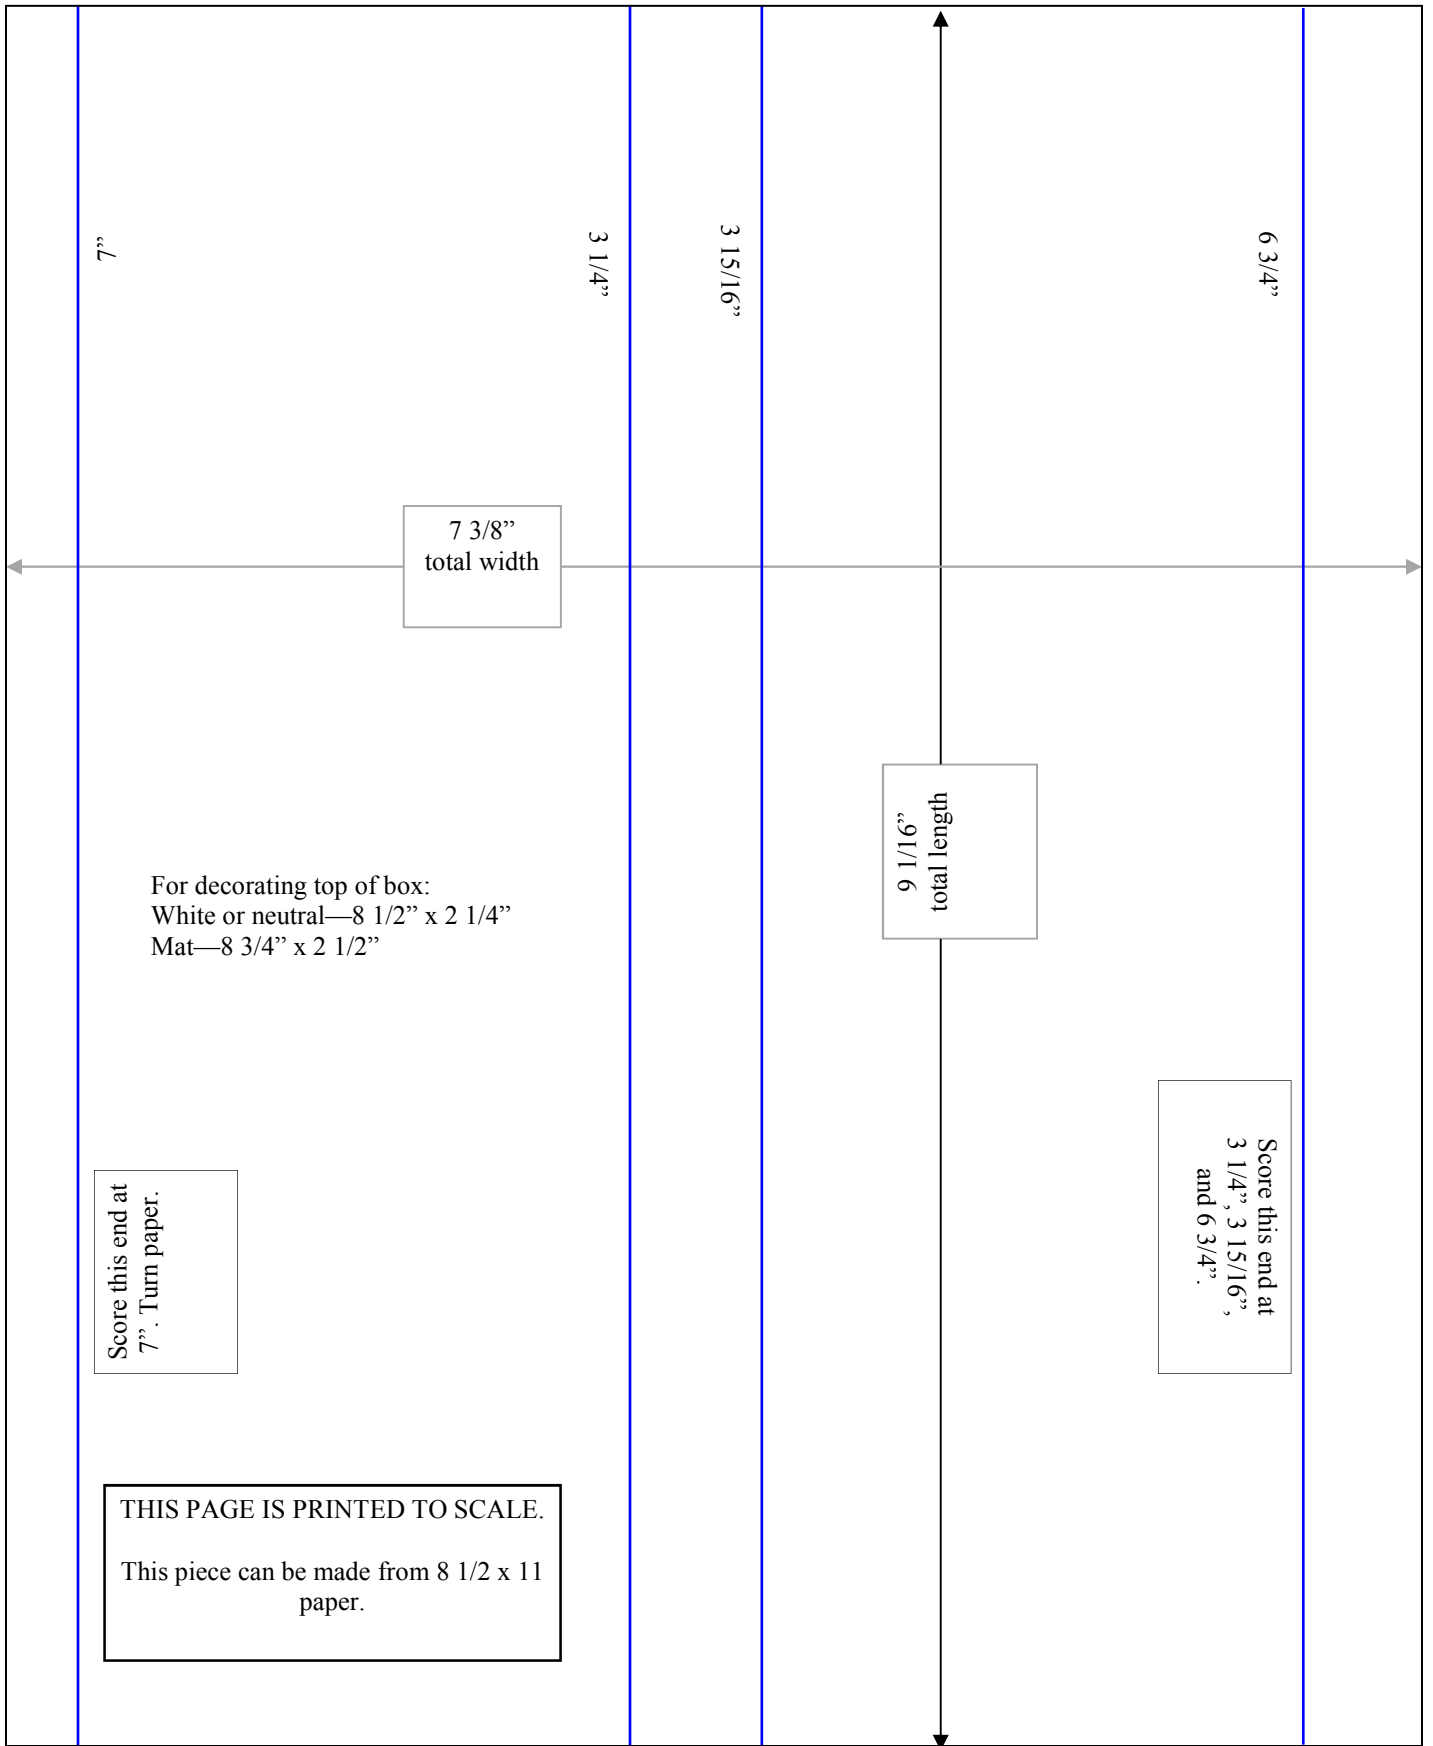 7”
3 1/4”
3 15/16”
6 3/4”
7 3/8”
total width
9 1/16”
total length
For decorating top of box:
White or neutral—8 1/2” x 2 1/4”
Mat—8 3/4” x 2 1/2”
Score this end at
7”. Turn paper.
Score this end at
3 1/4”, 3 15/16”,
and 6 3/4”.
THIS PAGE IS PRINTED TO SCALE.
This piece can be made from 8 1/2 x 11
paper.